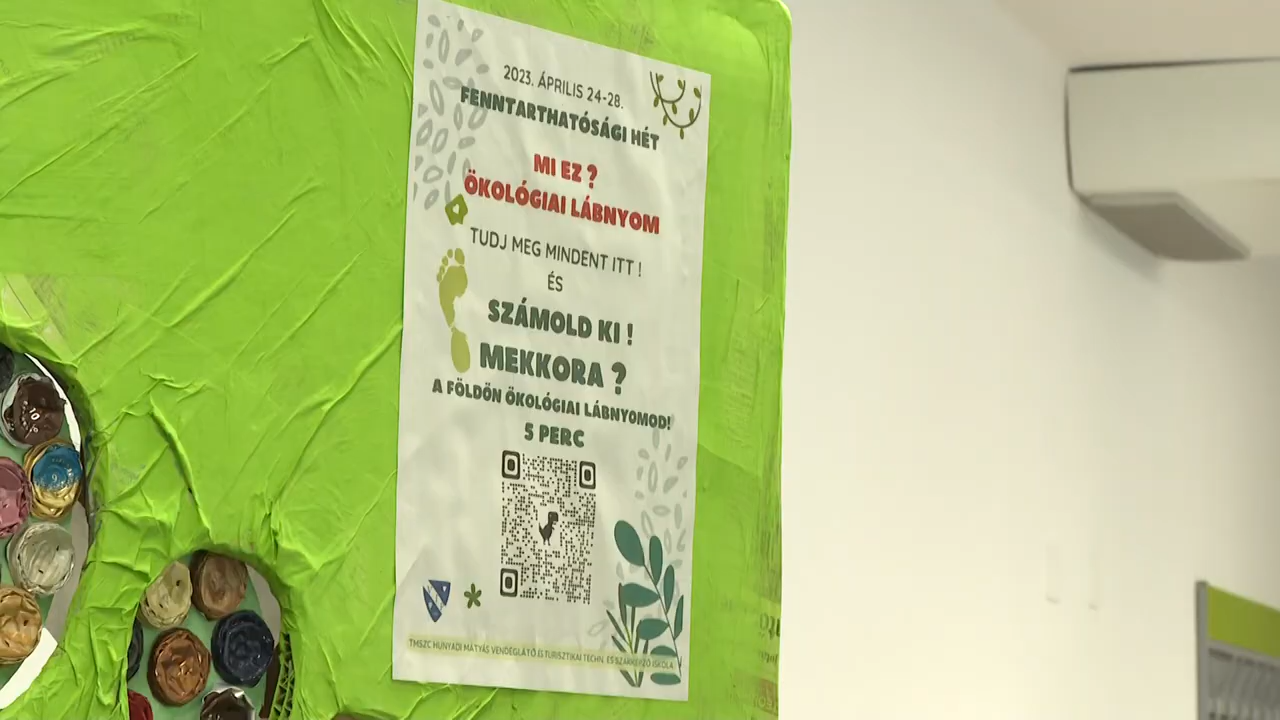 2023. ÁPRILIS 24-28.
FENNTARTHATÓSÁGI HÉT
MI EZ ?
ÖKOLÓGIAI LÁBNYOM
TUDJ MEG MINDENT ITT !
ÉS
SZÁMOLD KI !
MEKKORA ?
A FÖLDÖN ÖKOLÓGIAI LÁBNYOMOD!
5 PERC
TMSZC HUNYADI MÁTYÁS VENDÉGLÁTÓ ÉS TURISZTIKAI TECHN. ÉS SZAKKÉPZŐ ISKOLA